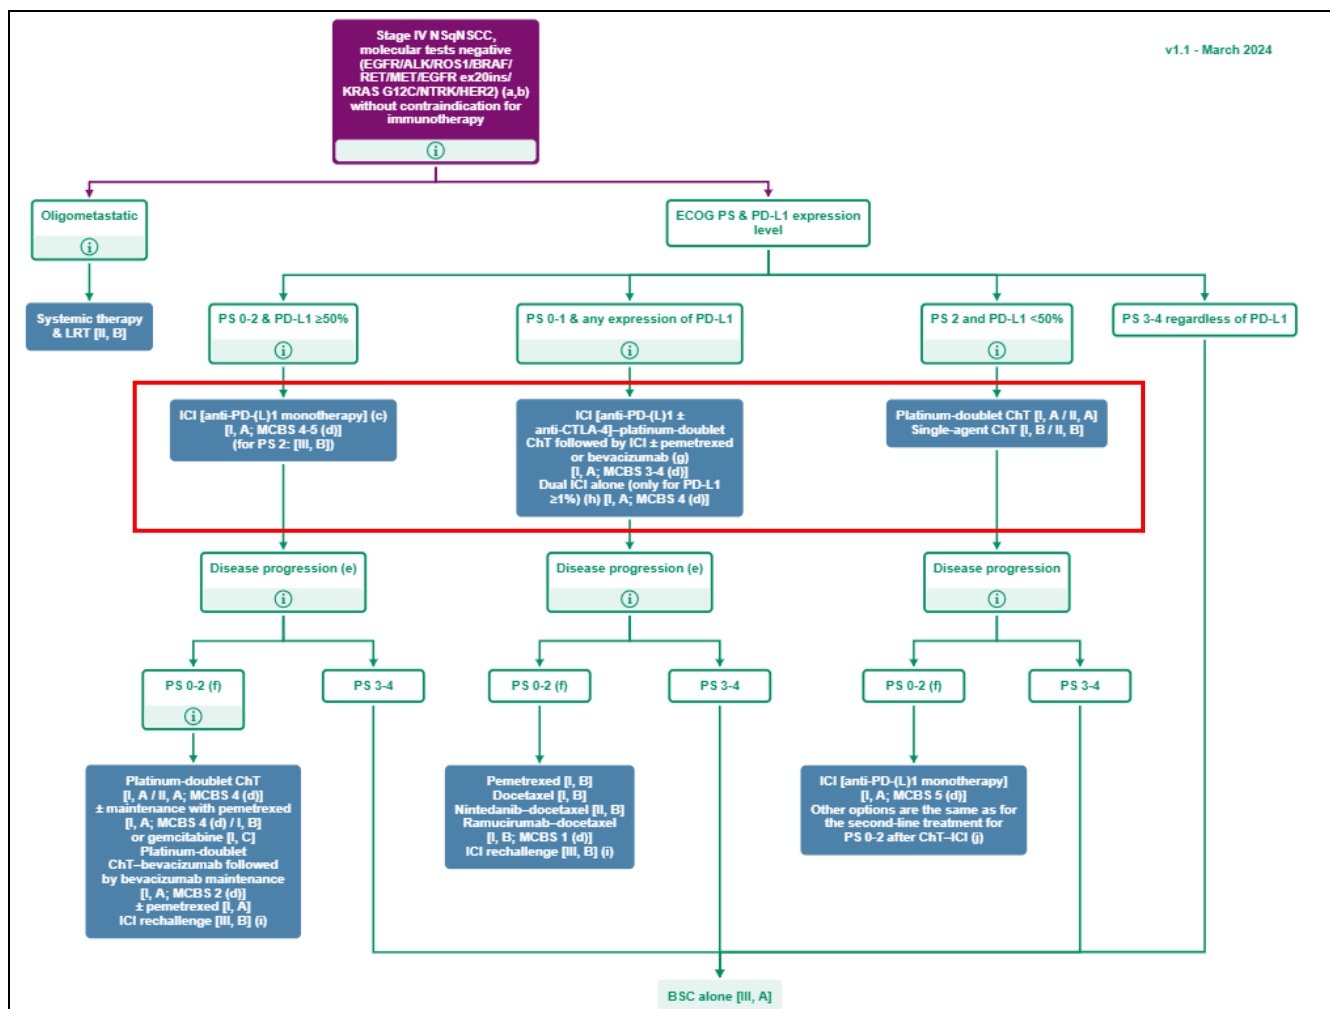 Stage IV NSqNSCC,
molecular tests negative
(EGFR/ALK/ROS1/BRAF/
RET/MET/EGFR ex20ins/
KRAS G12C/NTRK/HER2) (a,b)
without contraindication for
immunotherapy
v1.1 - March 2024
Oligometastatic
ECOG PS & PD-L1 expression
level
Systemic therapy
& LRT [II, B]
PS 0-2 & PD-L1 ≥50%
PS 0-1 & any expression of PD-L1
PS 2 and PD-L1 <50%
PS 3-4 regardless of PD-L1
ICI [anti-PD-(L)1 monotherapy] (c)
[I, A; MCBS 4-5 (d)]
(for PS 2: [III, B])
ICI [anti-PD-(L)1 ±
anti-CTLA-4]–platinum-doublet
ChT followed by ICI ± pemetrexed
or bevacizumab (g)
[I, A; MCBS 3-4 (d)]
Dual ICI alone (only for PD-L1
≥1%) (h) [I, A; MCBS 4 (d)]
Platinum-doublet ChT [I, A / II, A]
Single-agent ChT [I, B / II, B]
Disease progression (e)
Disease progression (e)
Disease progression
PS 0-2 (f)
PS 3-4
PS 0-2 (f)
PS 3-4
PS 0-2 (f)
PS 3-4
Platinum-doublet ChT
[I, A / II, A; MCBS 4 (d)]
± maintenance with pemetrexed
[I, A; MCBS 4 (d) / I, B]
or gemcitabine [I, C]
Platinum-doublet
ChT–bevacizumab followed
by bevacizumab maintenance
[I, A; MCBS 2 (d)]
± pemetrexed [I, A]
ICI rechallenge [III, B] (i)
Pemetrexed [I, B]
Docetaxel [I, B]
Nintedanib–docetaxel [II, B]
Ramucirumab–docetaxel
[I, B; MCBS 1 (d)]
ICI rechallenge [III, B] (i)
ICI [anti-PD-(L)1 monotherapy]
[I, A; MCBS 5 (d)]
Other options are the same as for
the second-line treatment for
PS 0-2 after ChT–ICI (j)
BSC alone [III, A]